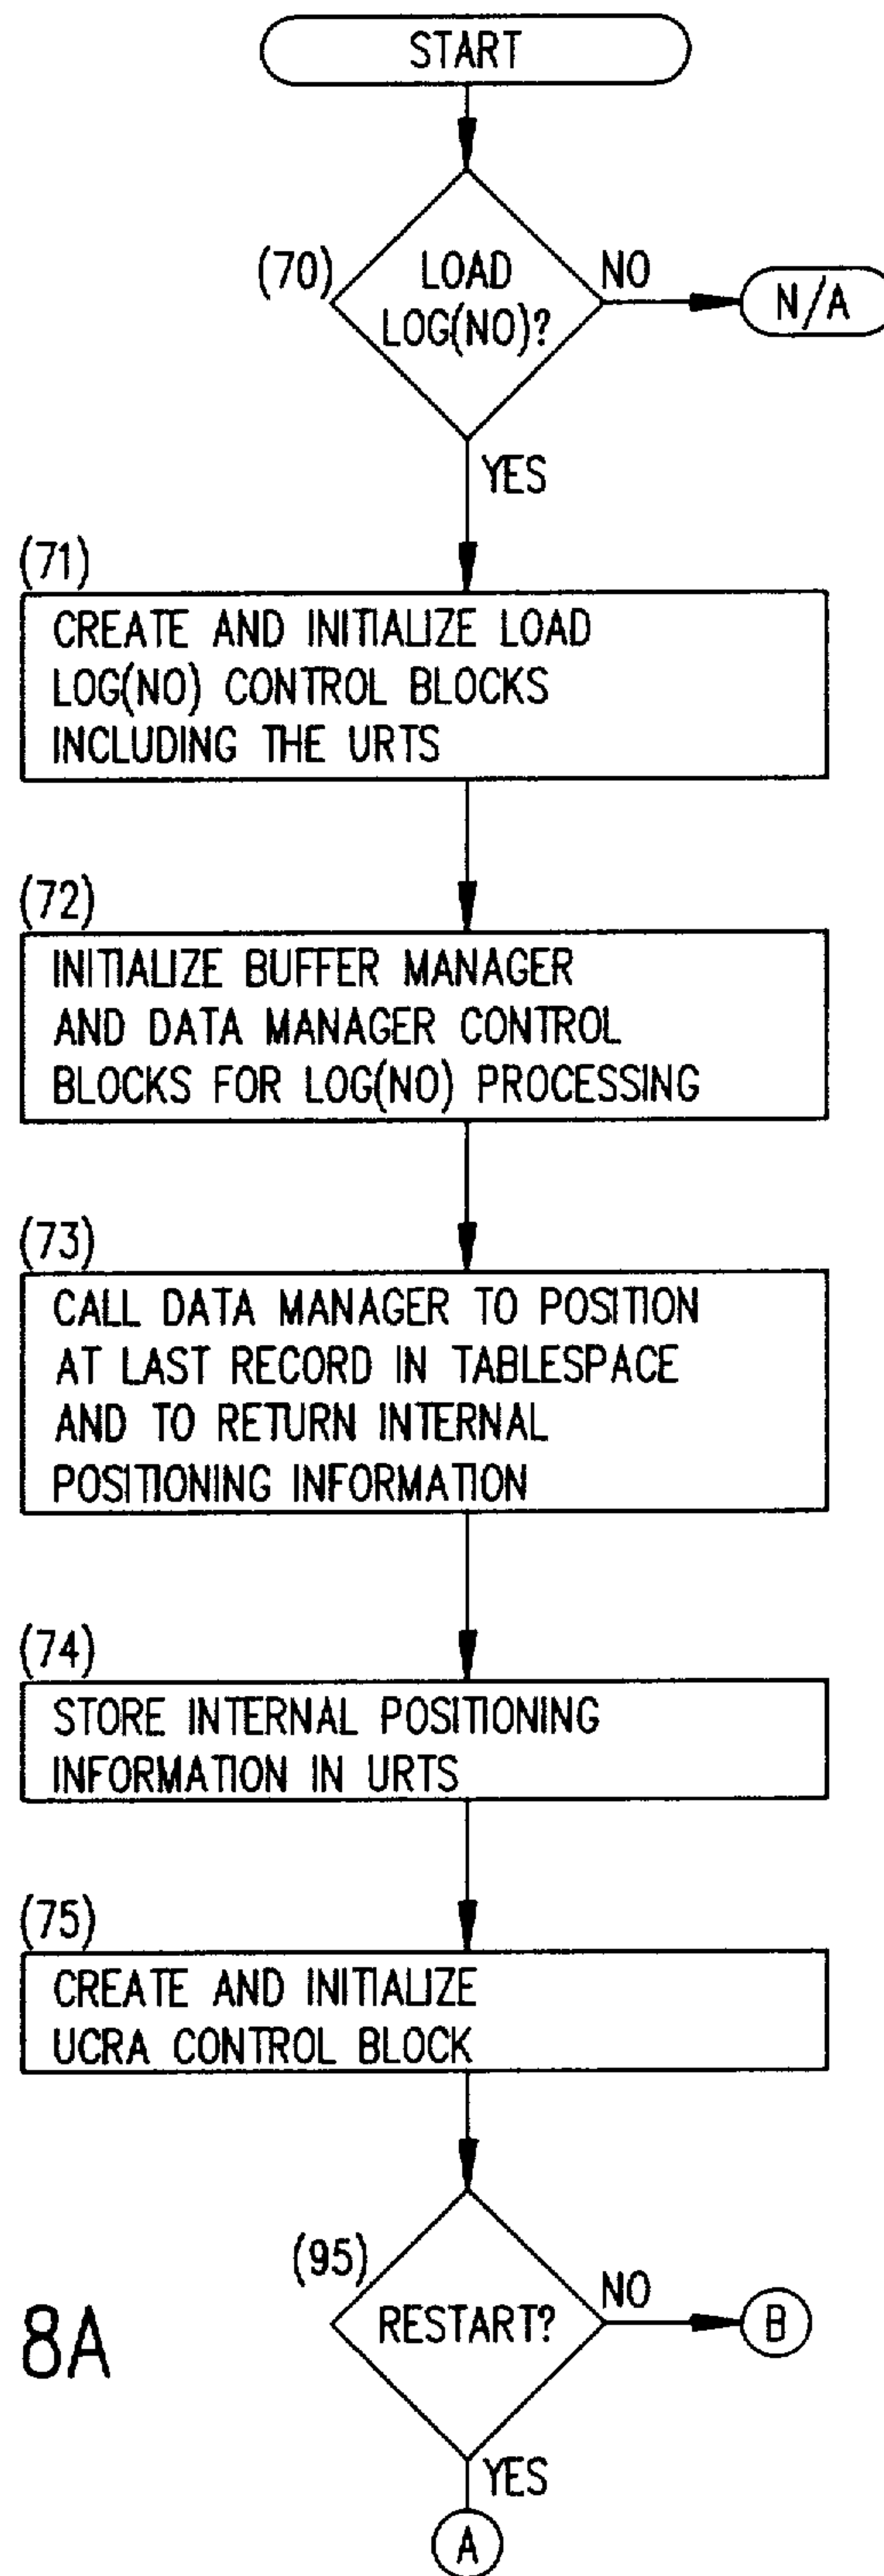 START
(70)
LOAD
LOG(NO)?
NO
N/A
YES
(71)
CREATE AND INITIALIZE LOAD
LOG(NO) CONTROL BLOCKS
INCLUDING THE URTS
(72)
INITIALIZE BUFFER MANAGER
AND DATA MANAGER CONTROL
BLOCKS FOR LOG(NO) PROCESSING
(73)
CALL DATA MANAGER TO POSITION
AT LAST RECORD IN TABLESPACE
AND TO RETURN INTERNAL
POSITIONING INFORMATION
(74)
STORE INTERNAL POSITIONING
INFORMATION IN URTS
(75)
CREATE AND INITIALIZE
UCRA CONTROL BLOCK
(95)
RESTART?
NO
B
8A
YES
A